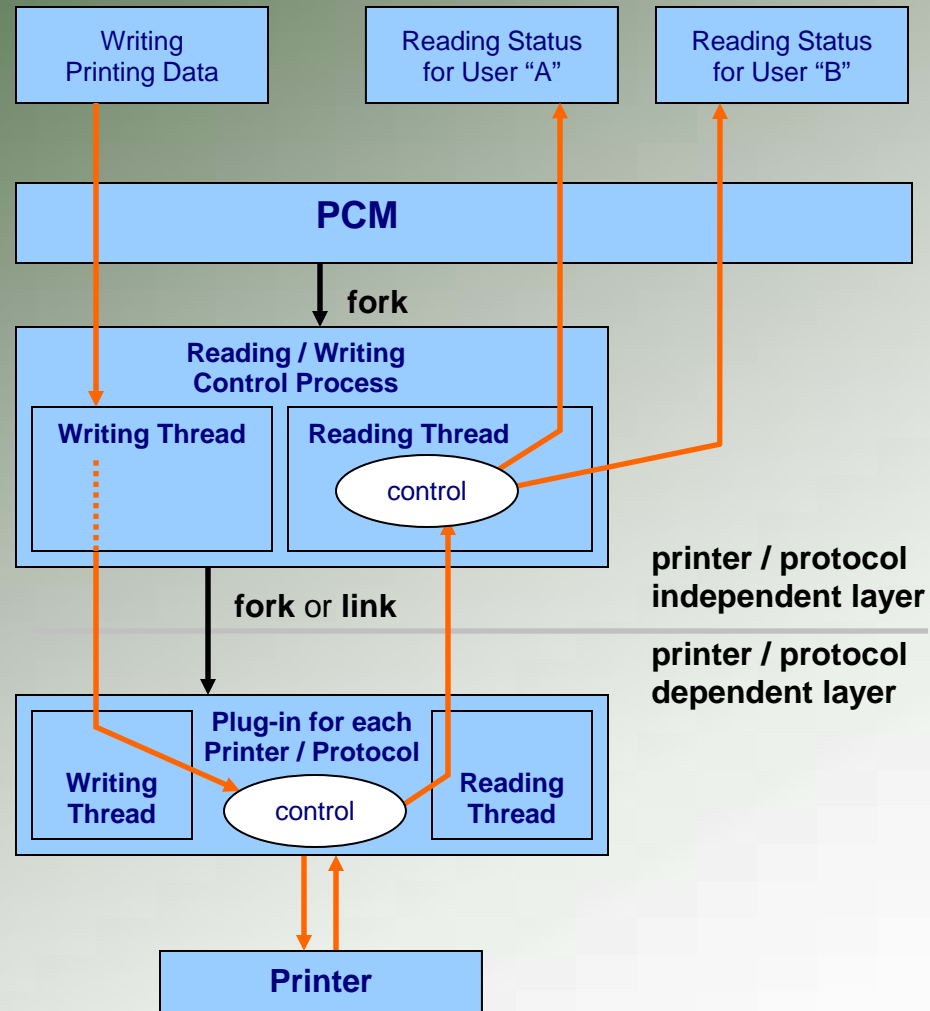 Writing
Printing Data
Reading Status
for User “A”
Reading Status
for User “B”
PCM
fork
Reading / Writing
Control Process
Writing Thread
Reading Thread
control
printer / protocol
independent layer
fork or link
printer / protocol
dependent layer
Plug-in for each
Printer / Protocol
Writing
Thread
control
Reading
Thread
Printer